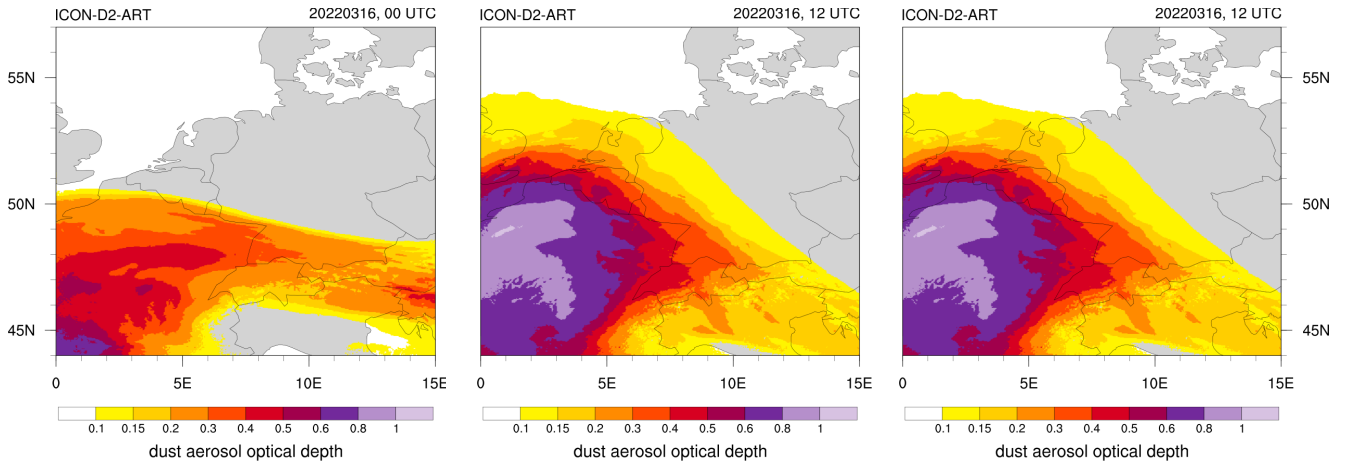 ICON-D2-ART 20220316, 00 UTC
55N
50N
45N
0 5E 10E 15E
0.1 0.15 0.2 0.3 0.4 0.5 0.6 0.8 1
dust aerosol optical depth
ICON-D2-ART 20220316, 12 UTC
0 5E 10E 15E
0.1 0.15 0.2 0.3 0.4 0.5 0.6 0.8 1
dust aerosol optical depth
ICON-D2-ART 20220316, 12 UTC
55N
50N
45N
0 5E 10E 15E
0.1 0.15 0.2 0.3 0.4 0.5 0.6 0.8 1
dust aerosol optical depth